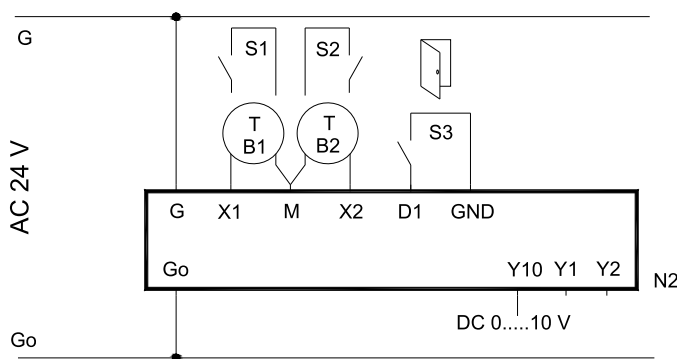 G
S1 S2
T T
B1 B2
S3
AC 24 V
G X1 M X2 D1 GND
Go Y10 Y1 Y2
N2
DC 0.....10 V
Go